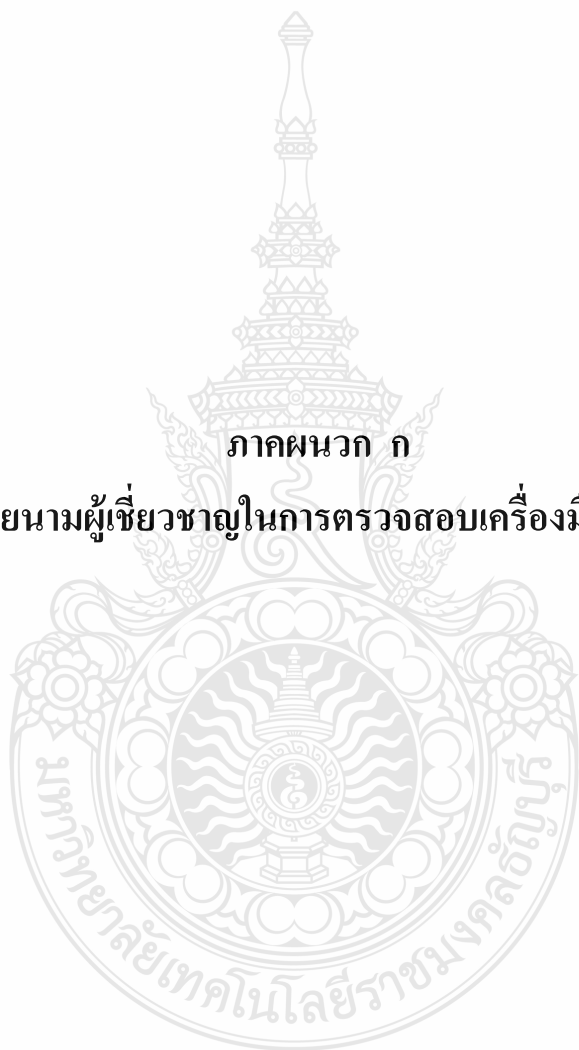 ภาคผนวก ก
ยนามผู้เชี่ยวชาญในการตรวจสอบเครื่องมื
มหาวิทยาลัยเทคโนโลยีราชมงคลธัญบุรี